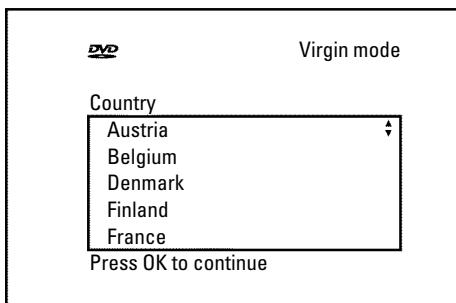 DVD
Virgin mode
Country
Austria
Belgium
Denmark
Finland
France
Press OK to continue